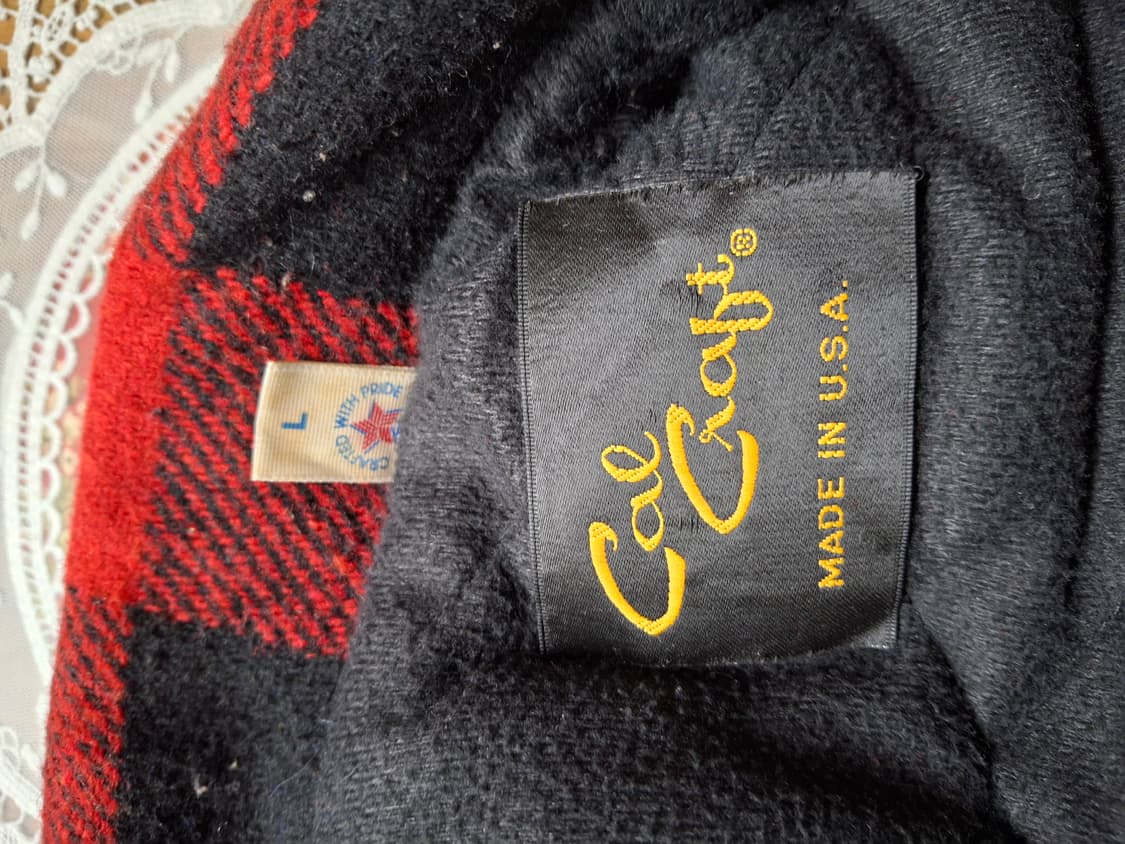 Cal
Craft®
MADE IN U.S.A.
L
CRAFTED WITH PRIDE